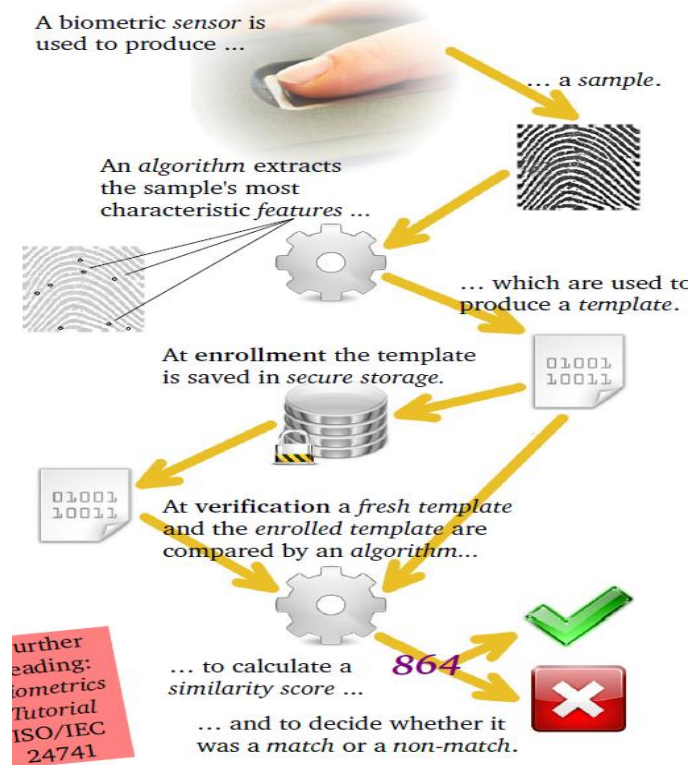 A biometric sensor is
used to produce ...
... a sample.
An algorithm extracts
the sample's most
characteristic features ...
... which are used to
produce a template.
01001
10011
At enrollment the template
is saved in secure storage.
01001
10011
At verification a fresh template
and the enrolled template are
compared by an algorithm...
... to calculate a
similarity score ...
864
... and to decide whether it
was a match or a non-match.
urther
eading:
iometrics
Tutorial
ISO/IEC
24741